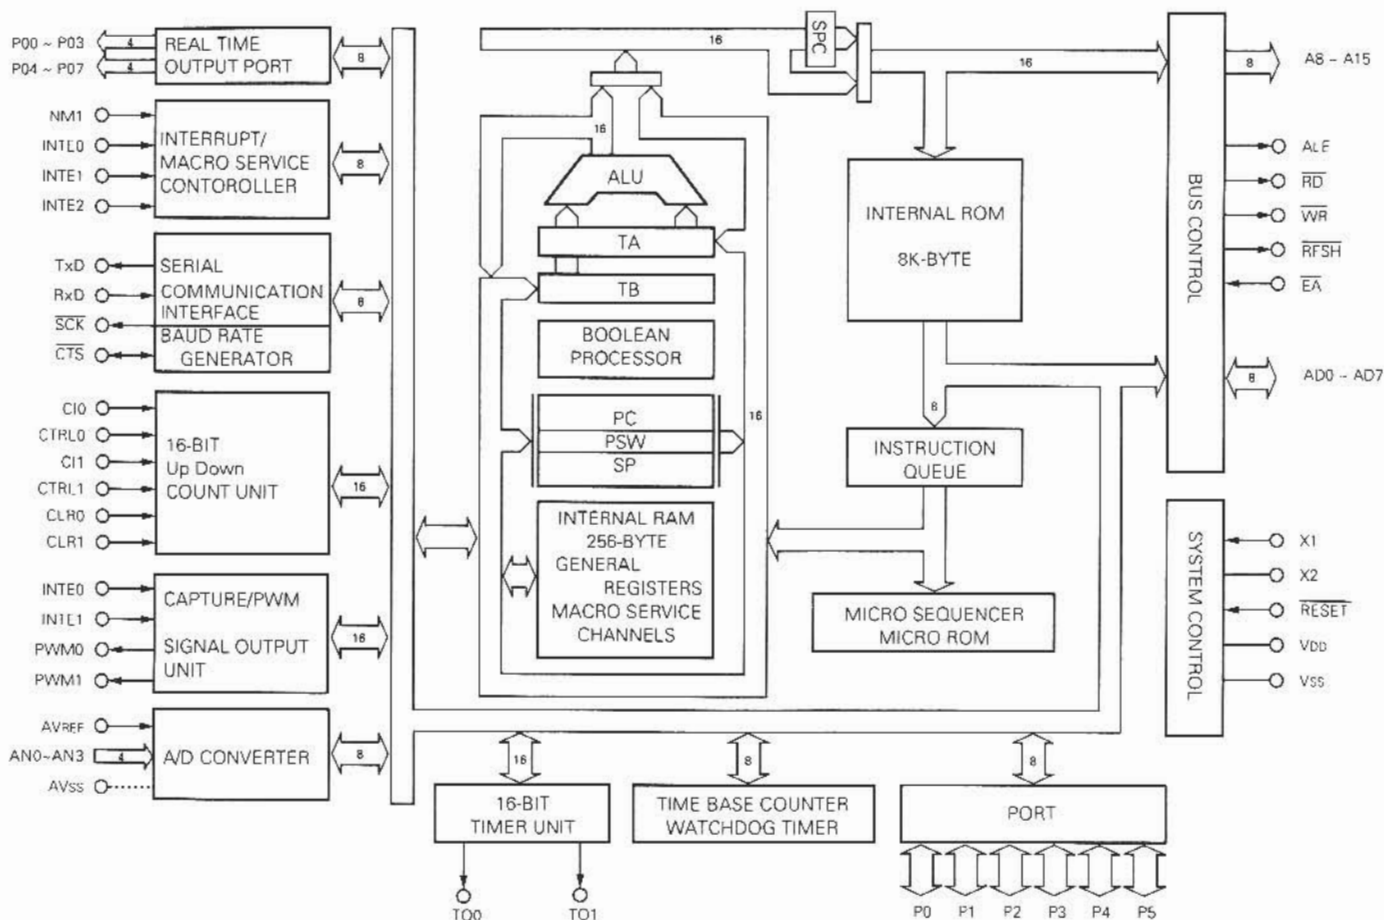 P00 ~ P03
4
P04 ~ P07
4
REAL TIME
OUTPUT PORT
8
NM1
INTE0
INTE1
INTE2
INTERRUPT/
MACRO SERVICE
CONTOROLLER
8
TxD
RxD
SCK
CTS
SERIAL
COMMUNICATION
INTERFACE
BAUD RATE
GENERATOR
8
CI0
CTRL0
CI1
CTRL1
CLR0
CLR1
16-BIT
Up Down
COUNT UNIT
16
INTE0
INTE1
PWM0
PWM1
CAPTURE/PWM
SIGNAL OUTPUT
UNIT
16
AVREF
AN0~AN3
4
AVSS
A/D CONVERTER
8
16
SPC
16
16
ALU
TA
TB
BOOLEAN
PROCESSOR
PC
PSW
SP
16
INTERNAL RAM
256-BYTE
GENERAL
REGISTERS
MACRO SERVICE
CHANNELS
INTERNAL ROM
8K-BYTE
8
INSTRUCTION
QUEUE
MICRO SEQUENCER
MICRO ROM
BUS CONTROL
8
A8 ~ A15
ALE
RD
WR
RFSH
EA
8
AD0 ~ AD7
SYSTEM CONTROL
X1
X2
RESET
VDD
VSS
16
16-BIT
TIMER UNIT
TO0
TO1
8
TIME BASE COUNTER
WATCHDOG TIMER
8
PORT
P0
P1
P2
P3
P4
P5